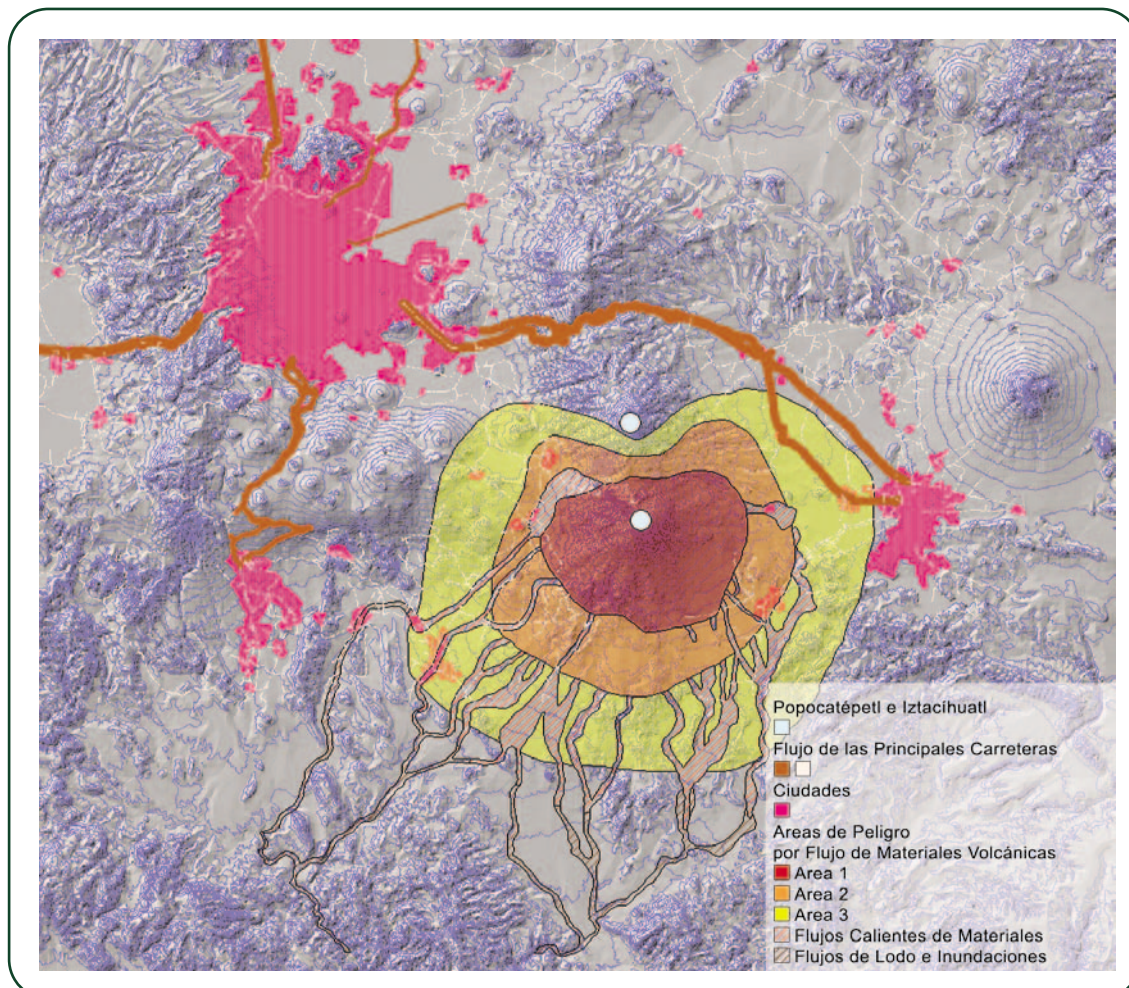 Popocatépetl e Iztacíhuatl
Flujo de las Principales Carreteras
Ciudades
Areas de Peligro
por Flujo de Materiales Volcánicas
Area 1
Area 2
Area 3
Flujos Calientes de Materiales
Flujos de Lodo e Inundaciones